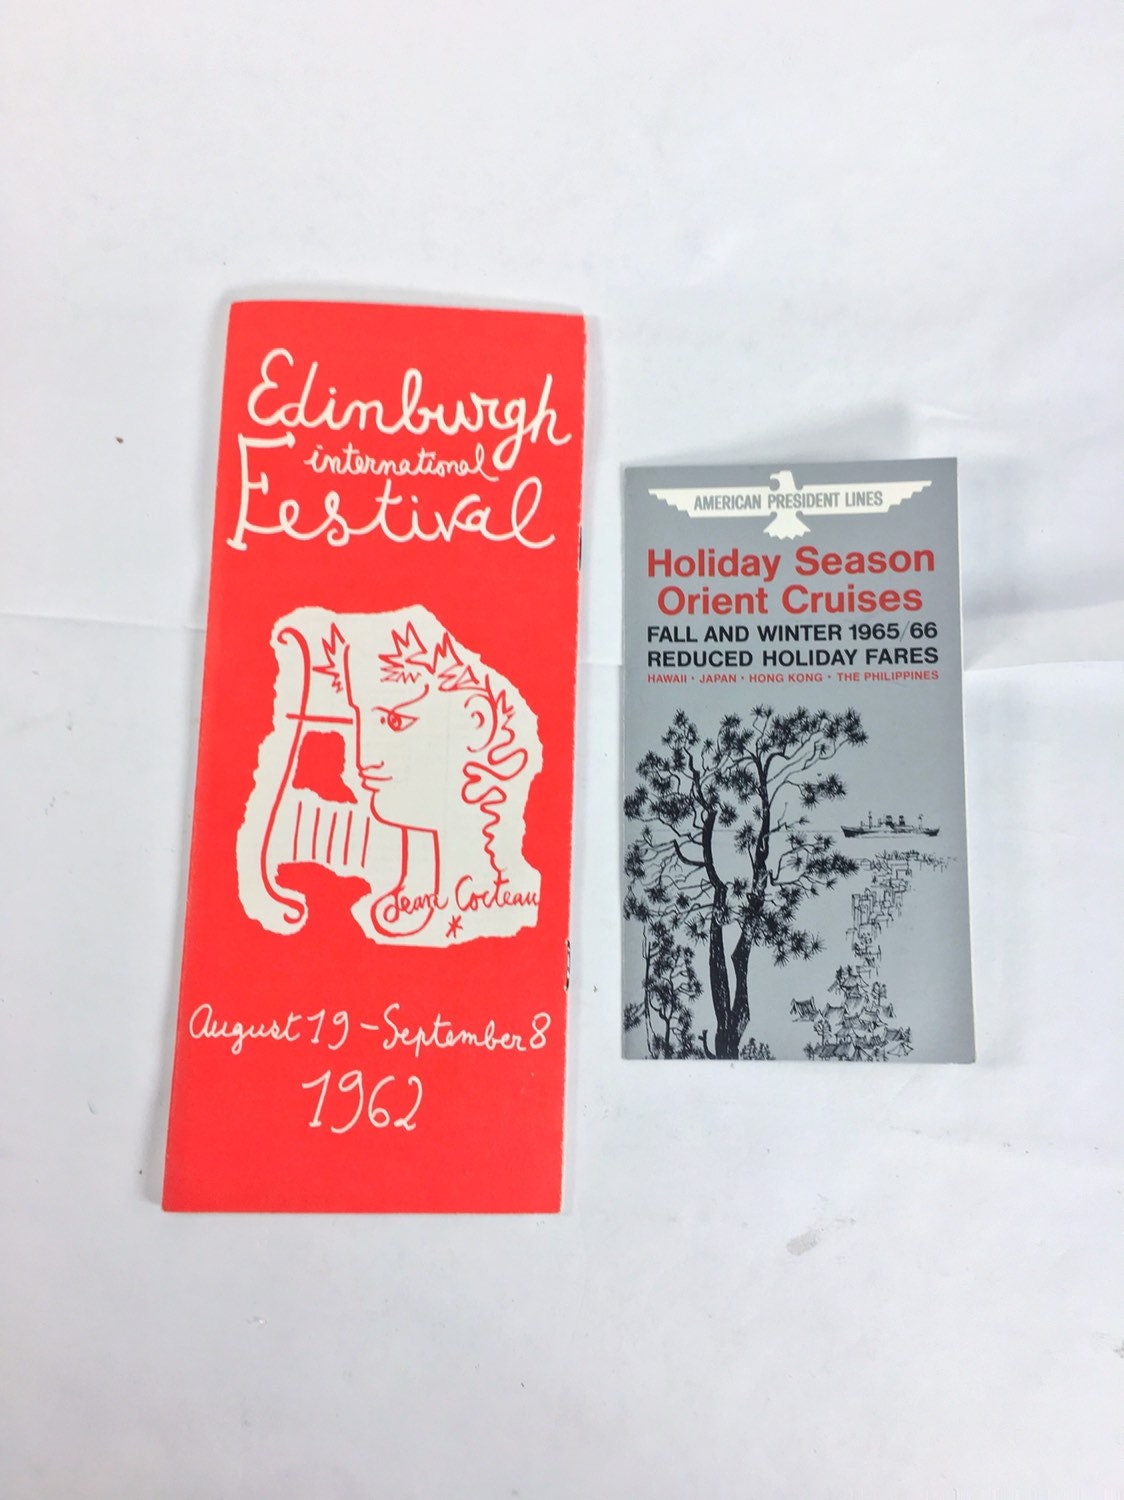 Edinburgh
international
Festival
Jean Cocteau
*
August 19 - September 8
1962
AMERICAN PRESIDENT LINES
Holiday Season
Orient Cruises
FALL AND WINTER 1965/66
REDUCED HOLIDAY FARES
HAWAII • JAPAN • HONG KONG • THE PHILIPPINES